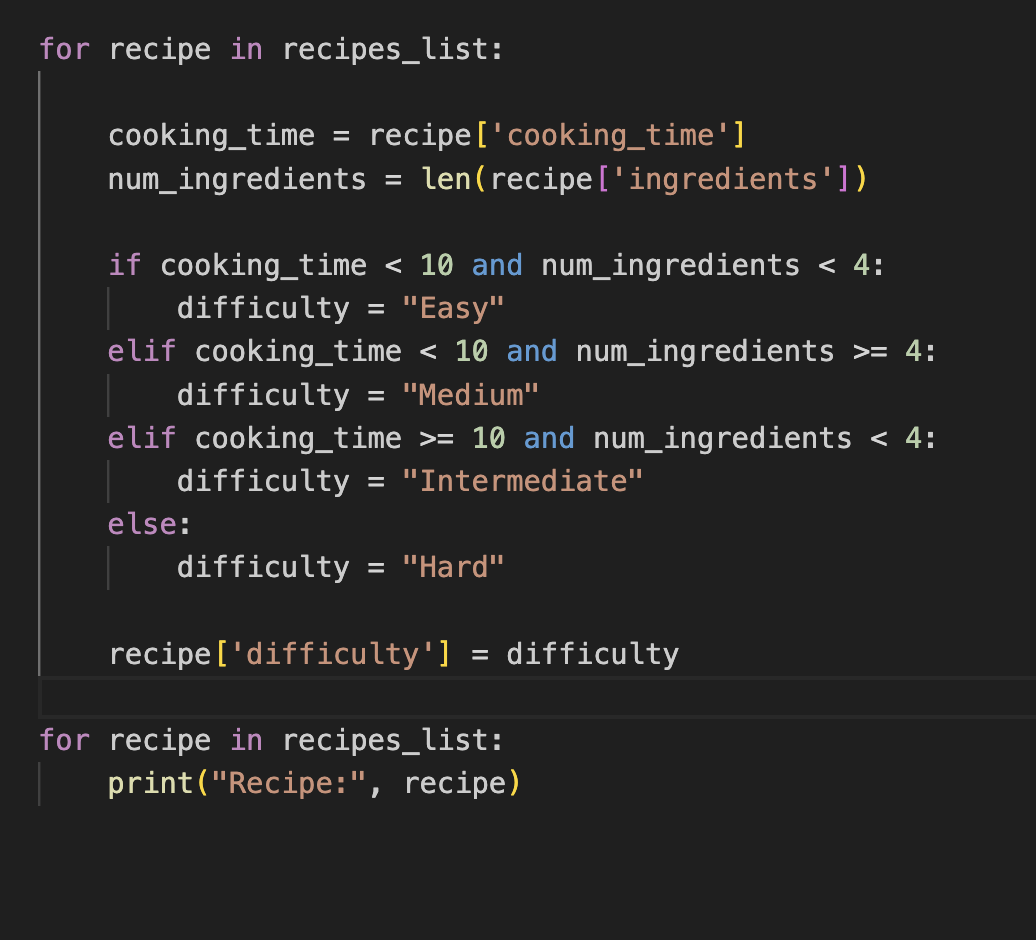 for recipe in recipes_list:
    cooking_time = recipe['cooking_time']
    num_ingredients = len(recipe['ingredients'])
    if cooking_time < 10 and num_ingredients < 4:
        difficulty = "Easy"
    elif cooking_time < 10 and num_ingredients >= 4:
        difficulty = "Medium"
    elif cooking_time >= 10 and num_ingredients < 4:
        difficulty = "Intermediate"
    else:
        difficulty = "Hard"
    recipe['difficulty'] = difficulty
for recipe in recipes_list:
    print("Recipe:", recipe)